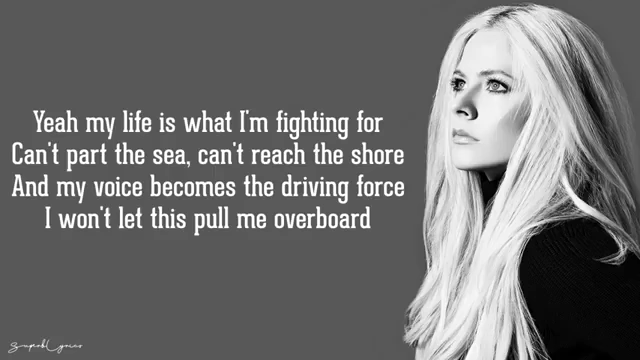 Yeah my life is what I'm fighting for
Can't part the sea, can't reach the shore
And my voice becomes the driving force
I won't let this pull me overboard
SuperbLyrics